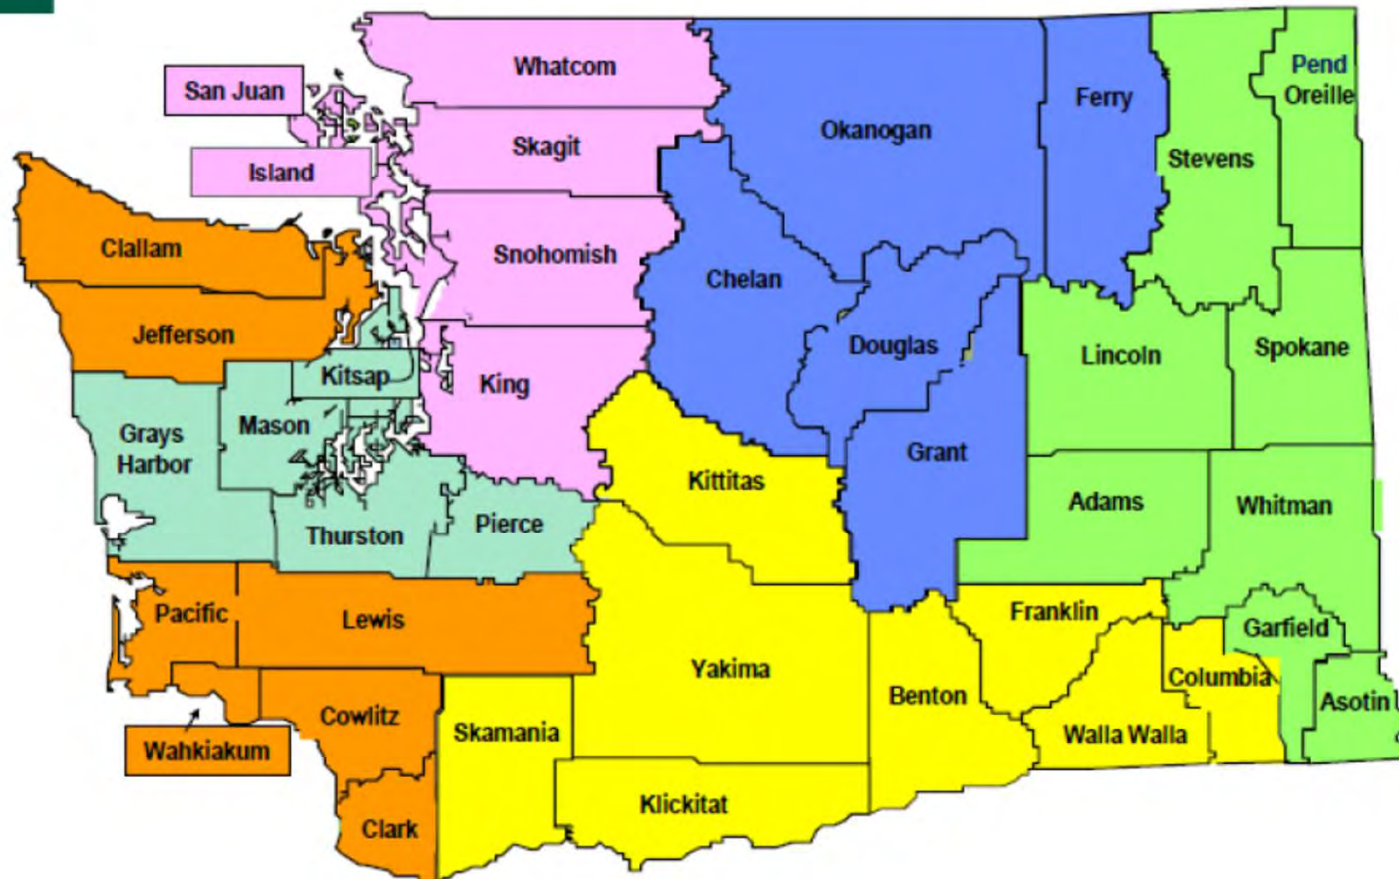 Whatcom
San Juan
Pend
Oreille
Ferry
Okanogan
Skagit
Stevens
Island
Clallam
Snohomish
Chelan
Jefferson
Douglas
Lincoln
Spokane
Kitsap
King
Mason
Grays
Harbor
Grant
Kittitas
Adams
Whitman
Pierce
Thurston
Pacific
Lewis
Franklin
Garfield
Yakima
Columbia
Benton
Asotin
Cowlitz
Skamania
Walla Walla
Wahkiakum
Klickitat
Clark